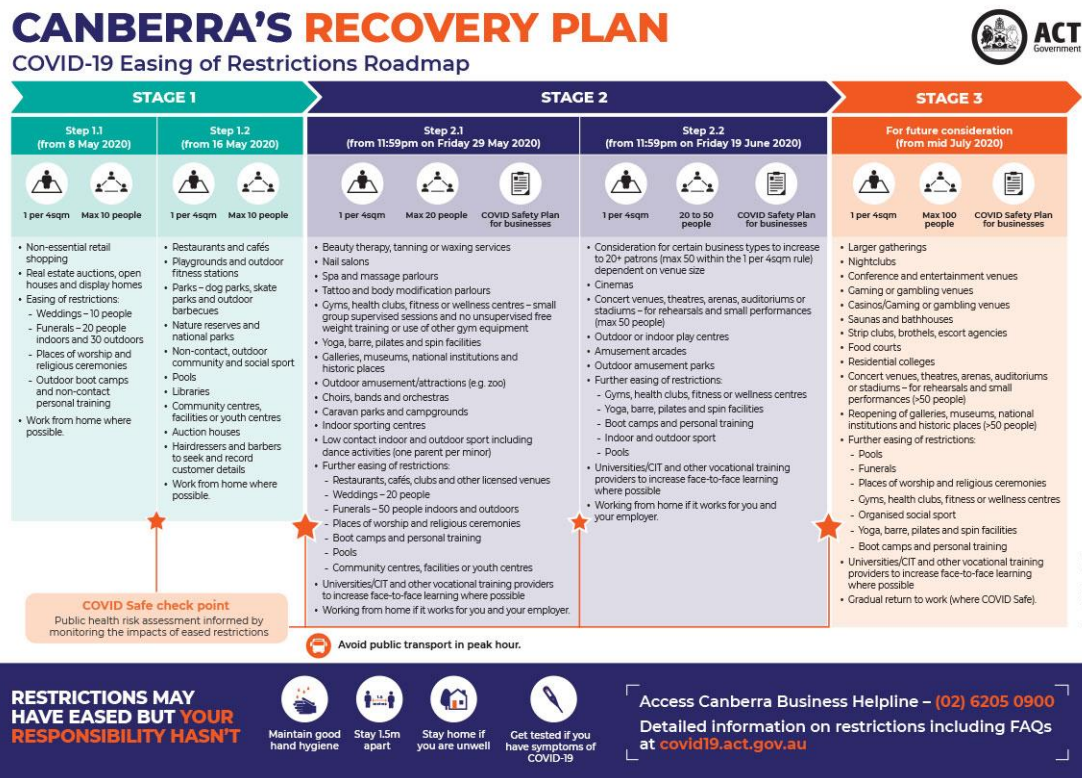 CANBERRA'S RECOVERY PLAN
COVID-19 Easing of Restrictions Roadmap
ACT
Government
STAGE 1
STAGE 2
STAGE 3
Step 1.1
(from 8 May 2020)
1 per 4sqm
Max 10 people
• Non-essential retail
shopping
• Real estate auctions, open
houses and display homes
• Easing of restrictions:
- Weddings – 10 people
- Funerals – 20 people
indoors and 30 outdoors
- Places of worship and
religious ceremonies
- Outdoor boot camps
and non-contact
personal training
• Work from home where
possible.
Step 1.2
(from 16 May 2020)
1 per 4sqm
Max 10 people
• Restaurants and cafés
• Playgrounds and outdoor
fitness stations
• Parks – dog parks, skate
parks and outdoor
barbecues
• Nature reserves and
national parks
• Non-contact, outdoor
community and social sport
• Pools
• Libraries
• Community centres,
facilities or youth centres
• Auction houses
• Hairdressers and barbers
to seek and record
customer details
• Work from home where
possible.
Step 2.1
(from 11:59pm on Friday 29 May 2020)
1 per 4sqm
Max 20 people
COVID Safety Plan
for businesses
• Beauty therapy, tanning or waxing services
• Nail salons
• Spa and massage parlours
• Tattoo and body modification parlours
• Gyms, health clubs, fitness or wellness centres – small
group supervised sessions and no unsupervised free
weight training or use of other gym equipment
• Yoga, barre, pilates and spin facilities
• Galleries, museums, national institutions and
historic places
• Outdoor amusement/attractions (e.g. zoo)
• Choirs, bands and orchestras
• Caravan parks and campgrounds
• Indoor sporting centres
• Low contact indoor and outdoor sport including
dance activities (one parent per minor)
• Further easing of restrictions:
- Restaurants, cafés, clubs and other licensed venues
- Weddings – 20 people
- Funerals – 50 people indoors and outdoors
- Places of worship and religious ceremonies
- Boot camps and personal training
- Pools
- Community centres, facilities or youth centres
• Universities/CIT and other vocational training providers
to increase face-to-face learning where possible
• Working from home if it works for you and your employer.
Step 2.2
(from 11:59pm on Friday 19 June 2020)
1 per 4sqm
20 to 50
people
COVID Safety Plan
for businesses
• Consideration for certain business types to increase
to 20+ patrons (max 50 within the 1 per 4sqm rule)
dependent on venue size
• Cinemas
• Concert venues, theatres, arenas, auditoriums or
stadiums – for rehearsals and small performances
(max 50 people)
• Outdoor or indoor play centres
• Amusement arcades
• Outdoor amusement parks
• Further easing of restrictions:
- Gyms, health clubs, fitness or wellness centres
- Yoga, barre, pilates and spin facilities
- Boot camps and personal training
- Indoor and outdoor sport
- Pools
• Universities/CIT and other vocational training
providers to increase face-to-face learning
where possible
• Working from home if it works for you and
your employer.
For future consideration
(from mid July 2020)
1 per 4sqm
Max 100
people
COVID Safety Plan
for businesses
• Larger gatherings
• Nightclubs
• Conference and entertainment venues
• Gaming or gambling venues
• Casinos/Gaming or gambling venues
• Saunas and bathhouses
• Strip clubs, brothels, escort agencies
• Food courts
• Residential colleges
• Concert venues, theatres, arenas, auditoriums
or stadiums – for rehearsals and small
performances (>50 people)
• Reopening of galleries, museums, national
institutions and historic places (>50 people)
• Further easing of restrictions:
- Pools
- Funerals
- Places of worship and religious ceremonies
- Gyms, health clubs, fitness or wellness centres
- Organised social sport
- Yoga, barre, pilates and spin facilities
- Boot camps and personal training
• Universities/CIT and other vocational training
providers to increase face-to-face learning
where possible
• Gradual return to work (where COVID Safe).
COVID Safe check point
Public health risk assessment informed by
monitoring the impacts of eased restrictions
Avoid public transport in peak hour.
RESTRICTIONS MAY
HAVE EASED BUT YOUR
RESPONSIBILITY HASN'T
Maintain good
hand hygiene
Stay 1.5m
apart
Stay home if
you are unwell
Get tested if you
have symptoms of
COVID-19
Access Canberra Business Helpline – (02) 6205 0900
Detailed information on restrictions including FAQs
at covid19.act.gov.au